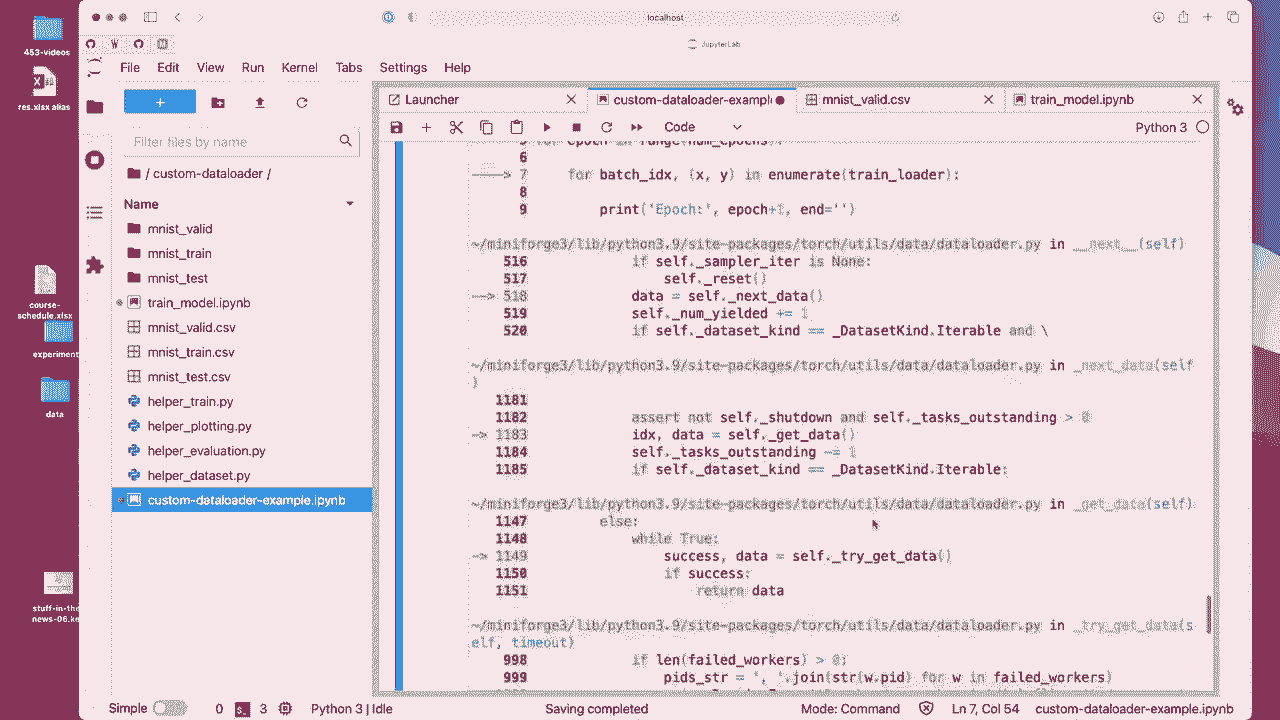 localhost
JupyterLab
W
N
453-videos
res.xlsx alias
course-
schedule.xlsx
experiment
data
stuff-in-the
news-06.ke
File Edit View Run Kernel Tabs Settings Help
Filter files by name
/ custom-dataloader /
Name
mnist_valid
mnist_train
mnist_test
train_model.ipynb
mnist_valid.csv
mnist_train.csv
mnist_test.csv
helper_train.py
helper_plotting.py
helper_evaluation.py
helper_dataset.py
custom-dataloader-example.ipynb
Launcher custom-dataloader-exampl mnist_valid.csv train_model.ipynb
Code Python 3
5 for epoch in range(num_epochs):
6
----> 7     for batch_idx, (x, y) in enumerate(train_loader):
8
9         print('Epoch:', epoch+1, end='')
~/miniforge3/lib/python3.9/site-packages/torch/utils/data/dataloader.py in __next__(self)
516             if self._sampler_iter is None:
517                 self._reset()
--> 518             data = self._next_data()
519             self._num_yielded += 1
520             if self._dataset_kind == _DatasetKind.Iterable and \
~/miniforge3/lib/python3.9/site-packages/torch/utils/data/dataloader.py in _next_data(self
)
1181
1182             assert not self._shutdown and self._tasks_outstanding > 0
-> 1183             idx, data = self._get_data()
1184             self._tasks_outstanding -= 1
1185             if self._dataset_kind == _DatasetKind.Iterable:
~/miniforge3/lib/python3.9/site-packages/torch/utils/data/dataloader.py in _get_data(self)
1147         else:
1148             while True:
-> 1149                 success, data = self._try_get_data()
1150                 if success:
1151                     return data
~/miniforge3/lib/python3.9/site-packages/torch/utils/data/dataloader.py in _try_get_data(s
elf, timeout)
998             if len(failed_workers) > 0:
999                 pids_str = ', '.join(str(w.pid) for w in failed_workers)
Simple 0 3 Python 3 | Idle Saving completed Mode: Command Ln 7, Col 54 custom-dataloader-example.ipynb